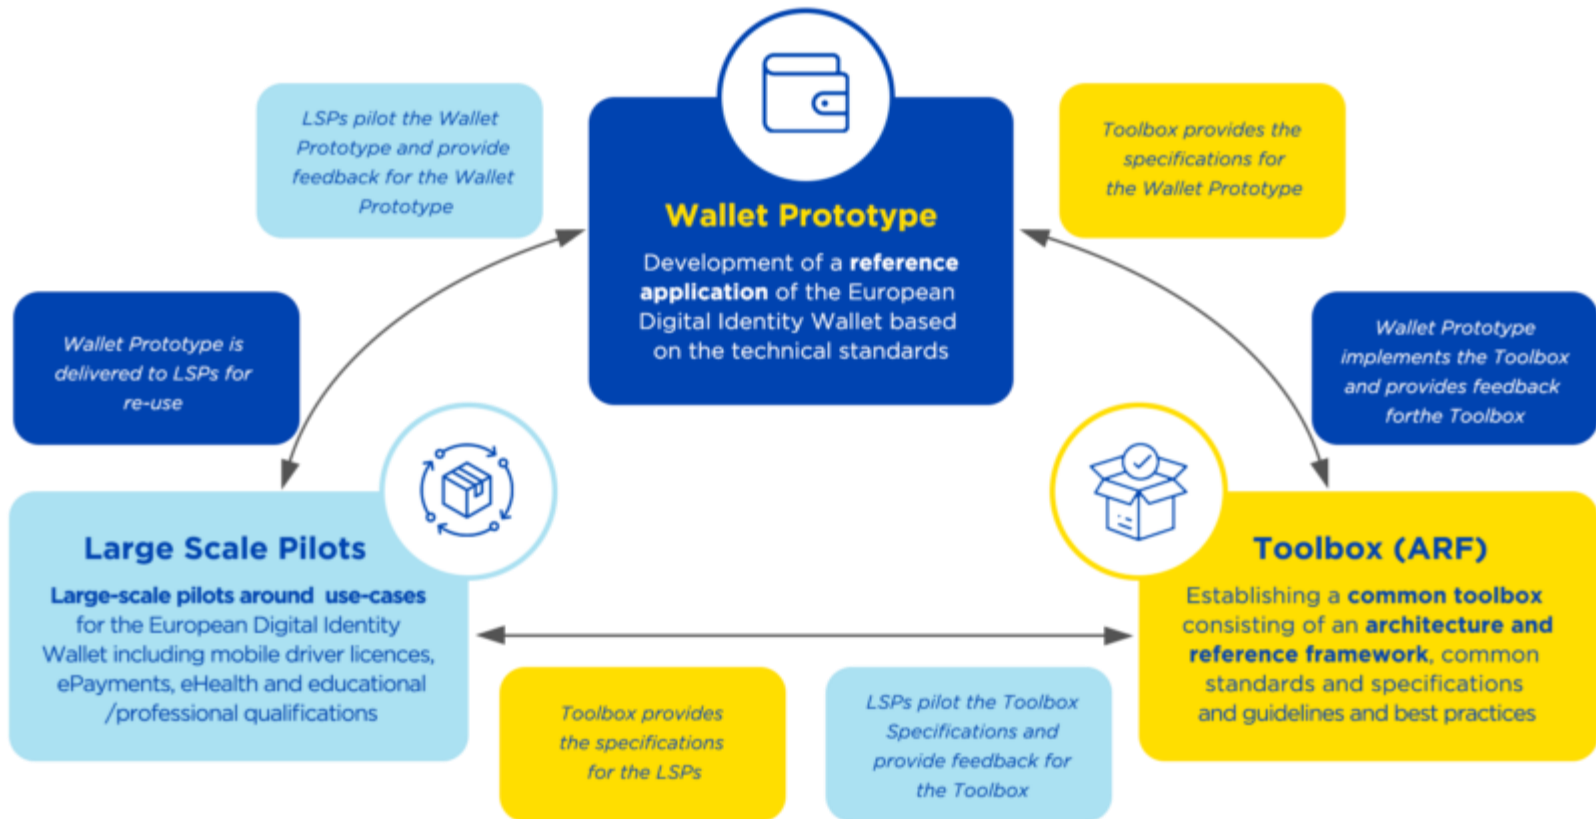 LSPs pilot the Wallet
Prototype and provide
feedback for the Wallet
Prototype
Toolbox provides the
specifications for
the Wallet Prototype
Wallet Prototype
Development of a reference
application of the European
Digital Identity Wallet based
on the technical standards
Wallet Prototype is
delivered to LSPs for
re-use
Wallet Prototype
implements the Toolbox
and provides feedback
forthe Toolbox
Large Scale Pilots
Large-scale pilots around use-cases
for the European Digital Identity
Wallet including mobile driver licences,
ePayments, eHealth and educational
/professional qualifications
Toolbox (ARF)
Establishing a common toolbox
consisting of an architecture and
reference framework, common
standards and specifications
and guidelines and best practices
Toolbox provides
the specifications
for the LSPs
LSPs pilot the Toolbox
Specifications and
provide feedback for
the Toolbox